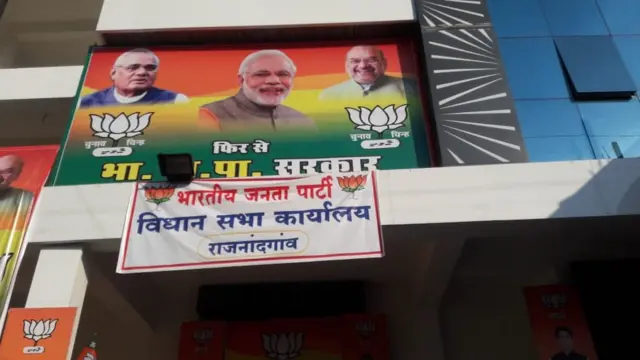 चुनाव चिन्ह
चुनाव चिन्ह
फिर से
भा. ज.पा. सरकार
भारतीय जनता पार्टी
विधान सभा कार्यालय
राजनांदगांव